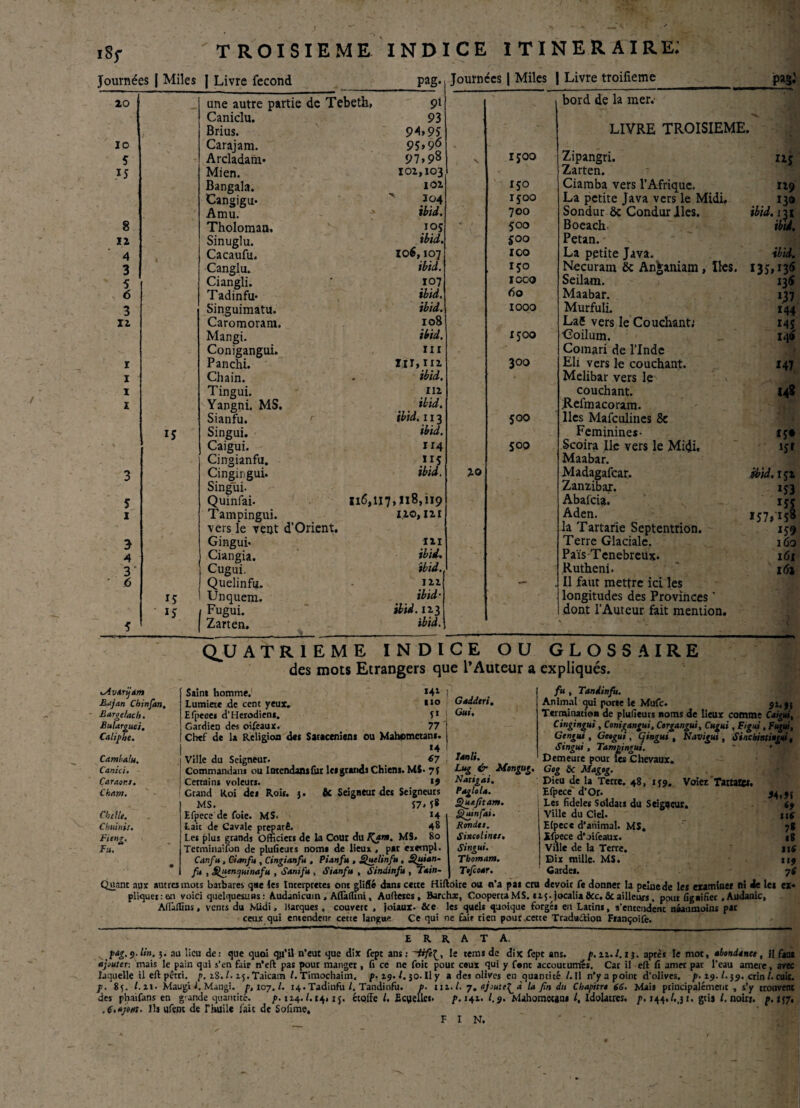 185 TROISIEME INDICE ITINERAIRE.
Journées | Miles | Livre second pag.
20 une autre partie de Tebeth, 91
Caniclu. 93
Brius. 94,95
10 Carajam. 95,96
5 Arcladam. 97,98
15 Mien. 102,103
Bangala. 102
Cangigu. 104
Amu. ibid.
8 Tholoman. 105
12 Sinuglu. ibid.
4 Cacaufu. 106,107
3 Canglu. ibid.
5 Ciangli. 107
6 Tadinfu. ibid.
3 Singuimatu. ibid.
12 Caromoram. 108
Mangi. ibid.
Conigangui. 111
1 Panchi. 111,112
1 Chain. ibid.
1 Tingui. 112
1 Yangni. MS. ibid.
Sianfu. ibid. 113
15 Singui. ibid.
Caigui. 114
Cingianfu. 115
3 Cingingui. ibid.
Singui.
5 Quinsai. 116,117,118,119
1 Tampingui. 120,121
vers le vent d'Orient.
3 Gingui. 121
4 Ciangia. ibid.
3 Cugui. ibid.
6 Quelinfu. 122
15 Unquem. ibid.
15 Fugui. ibid. 123
5 Zarten. ibid.
Journées | Miles | Livre troisieme pag.
bord de la mer.
LIVRE TROISIEME.
1500 Zipangri. 125
Zarten.
150 Ciamba vers l'Afrique. 129
1500 La petite Java vers le Midi. 130
700 Sondur & Condur Iles. ibid. 131
500 Boeach. ibid.
500 Petan.
100 La petite Java. ibid.
150 Necuram & Anganiam, Iles. 135,136
1000 Seilam. 136
60 Maabar. 137
1000 Murfuli. 144
Lac vers le Couchant. 145
1500 Coilum. 146
Comari de l'Inde
300 Eli vers le couchant. 147
Melibar vers le
couchant. 148
Resmacoram.
500 Iles Masculines &
Feminines. 150
500 Scoira Ile vers le Midi. 151
Maabar.
20 Madagascar. ibid. 152
Zanzibar. 153
Abascia. 155
Aden. 157,158
la Tartarie Septentrion. 159
Terre Glaciale. 160
Païs Tenebreux. 161
Rutheni. 162
Il faut mettre ici les
longitudes des Provinces
dont l'Auteur fait mention.
QUATRIEME INDICE OU GLOSSAIRE
des mots Etrangers que l'Auteur a expliqués.
Avarijam Saint homme. 142
Bajan Chinsan. Lumiere de cent yeux. 110
Bargelach. Especes d'Herodiens. 51
Bularguci. Gardien des oiseaux. 77
Caliphe. Chef de la Religion des Sarraceniens ou Mahometans.
14
Cambalu. Ville du Seigneur. 67
Canici. Commandans ou Intendans sur les grands Chiens. MS. 75
Caraons. Certains voleurs. 19
Cham. Grand Roi des Rois. 3. & Seigneur des Seigneurs
MS. 57,58
Chelle. Espece de soie. MS. 14
Chuinis. Lait de Cavale preparé. 48
Fieng. Les plus grands Officiers de la Cour du Kam. MS. 80
Fu. Terminaison de plusieurs noms de lieux, par exempl.
Canfu, Gianfu, Cingianfu, Pianfu, Quelinfu, Quian-
fu, Quenquinafu, Sanifu, Sianfu, Sindinfu, Tain-
fu, Tandinfu.
Gadderi. Animal qui porte le Musc. 92,93
Gui. Termination de plusieurs noms de lieux comme Caigui,
Cingingui, Conigangui, Corgangui, Cugui, Figui, Fugui,
Gengui, Geogui, Gingui, Navigui, Sinchintingui,
Singui, Tampingui.
Ianli. Demeure pour les Chevaux.
Lug & Mongug. Gog & Magog.
Natigai. Dieu de la Terre. 48, 159. Voiez Tartares.
Paglola. Espece d'Or. 94,95
Quesitam. Les fideles Soldats du Seigneur. 69
Quinsai. Ville du Ciel. 116
Rondes. Espece d'animal. MS. 78
Sincolines. Espece d'oiseaux. 18
Singui. Ville de la Terre. 116
Thomam. Dix mille. MS. 119
Tuscoar. Gardes. 76
Quant aux autres mots barbares que les Interpretes ont glissé dans cette Histoire ou n'a pas cru devoir se donner la peine de les examiner ni de les ex-
pliquer: en voici quelques uns: Audanicum, Assassini, Austeres, Barchæ, Cooperta MS. 125. jocalia &c. & ailleurs, pour signifier, Audanic,
Assassins, vents du Midi, Barques, couvert, joiaux. &c les quels quoique forgés en Latins, s'entendent néanmoins par
ceux qui entendent cette langue. Ce qui ne fait rien pour cette Traduction Françoise.
ERRATA.
pag. 9. lin. 3. au lieu de: que quoi qu'il n'eut que dix sept ans: lisez, le tems de dix sept ans. p. 22. l. 13. après le mot, abondance, il faut
ajouter: mais le pain qui s'en fait n'est pas pour manger, si ce ne soit pour ceux qui y sont accoutumés. Car il est si amer par l'eau amere, avec
laquelle il est pétri. p. 28. l. 25. Taicam l. Timochaim. p. 29. l. 30. Il y a des olives en quantité l. Il n'y a point d'olives. p. 29. l. 39. crin l. cuir.
p. 85. l. 21. Maugi l. Mangi. p. 107. l. 14. Tadinfu l. Tandinfu. p. 112. l. 7. ajoutez à la fin du Chapitre 66. Mais principalement, s'y trouvent
des phaisans en grande quantité. p. 124. l. 14, 15. étoffe l. Ecuelles. p. 142. l. 9. Mahometans l, Idolatres. p. 144. l. 31. gris l. noirs. p. 157.
. 6. ajout. Ils usent de l'huile fait de Sosime.
FIN.